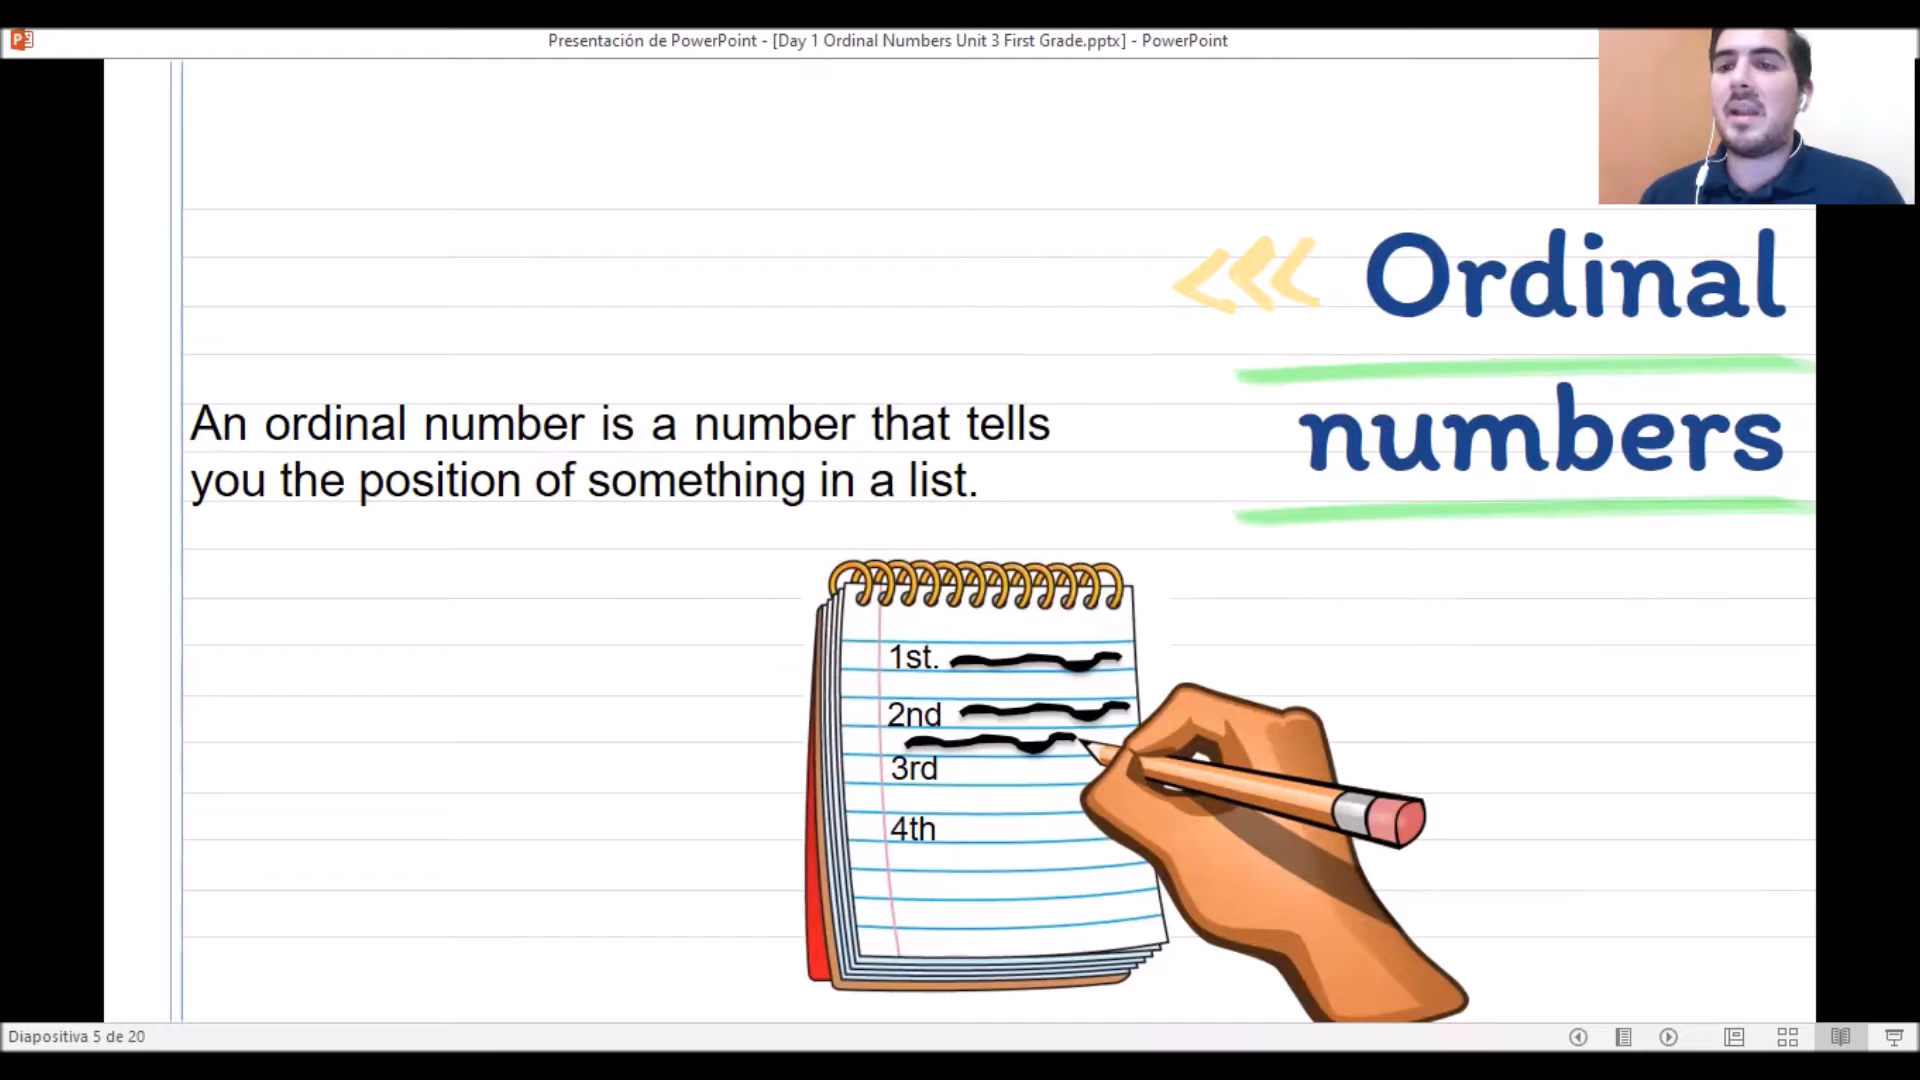 Presentación de PowerPoint - [Day 1 Ordinal Numbers Unit 3 First Grade.pptx] - PowerPoint
Ordinal
numbers
An ordinal number is a number that tells
you the position of something in a list.
1st.
2nd
3rd
4th
Diapositiva 5 de 20